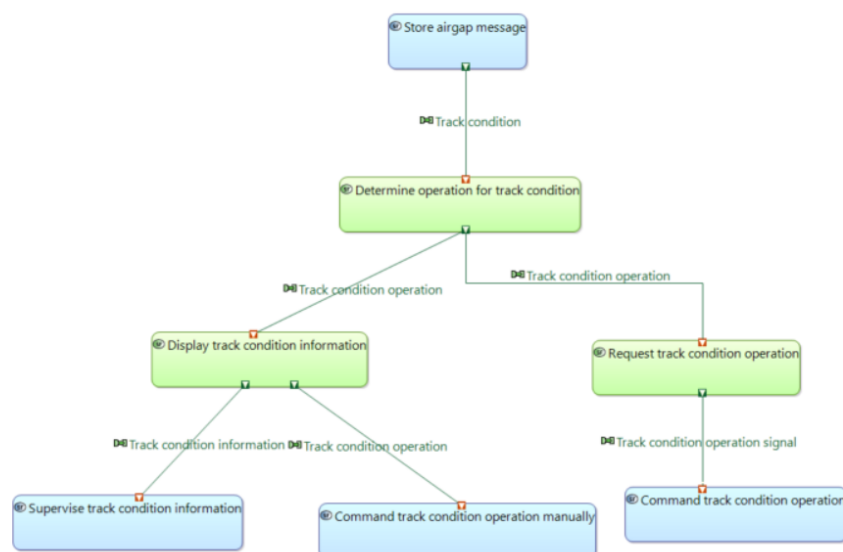 Store airgap message
Track condition
Determine operation for track condition
Track condition operation
Track condition operation
Display track condition information
Request track condition operation
Track condition information
Track condition operation
Track condition operation signal
Supervise track condition information
Command track condition operation manually
Command track condition operation